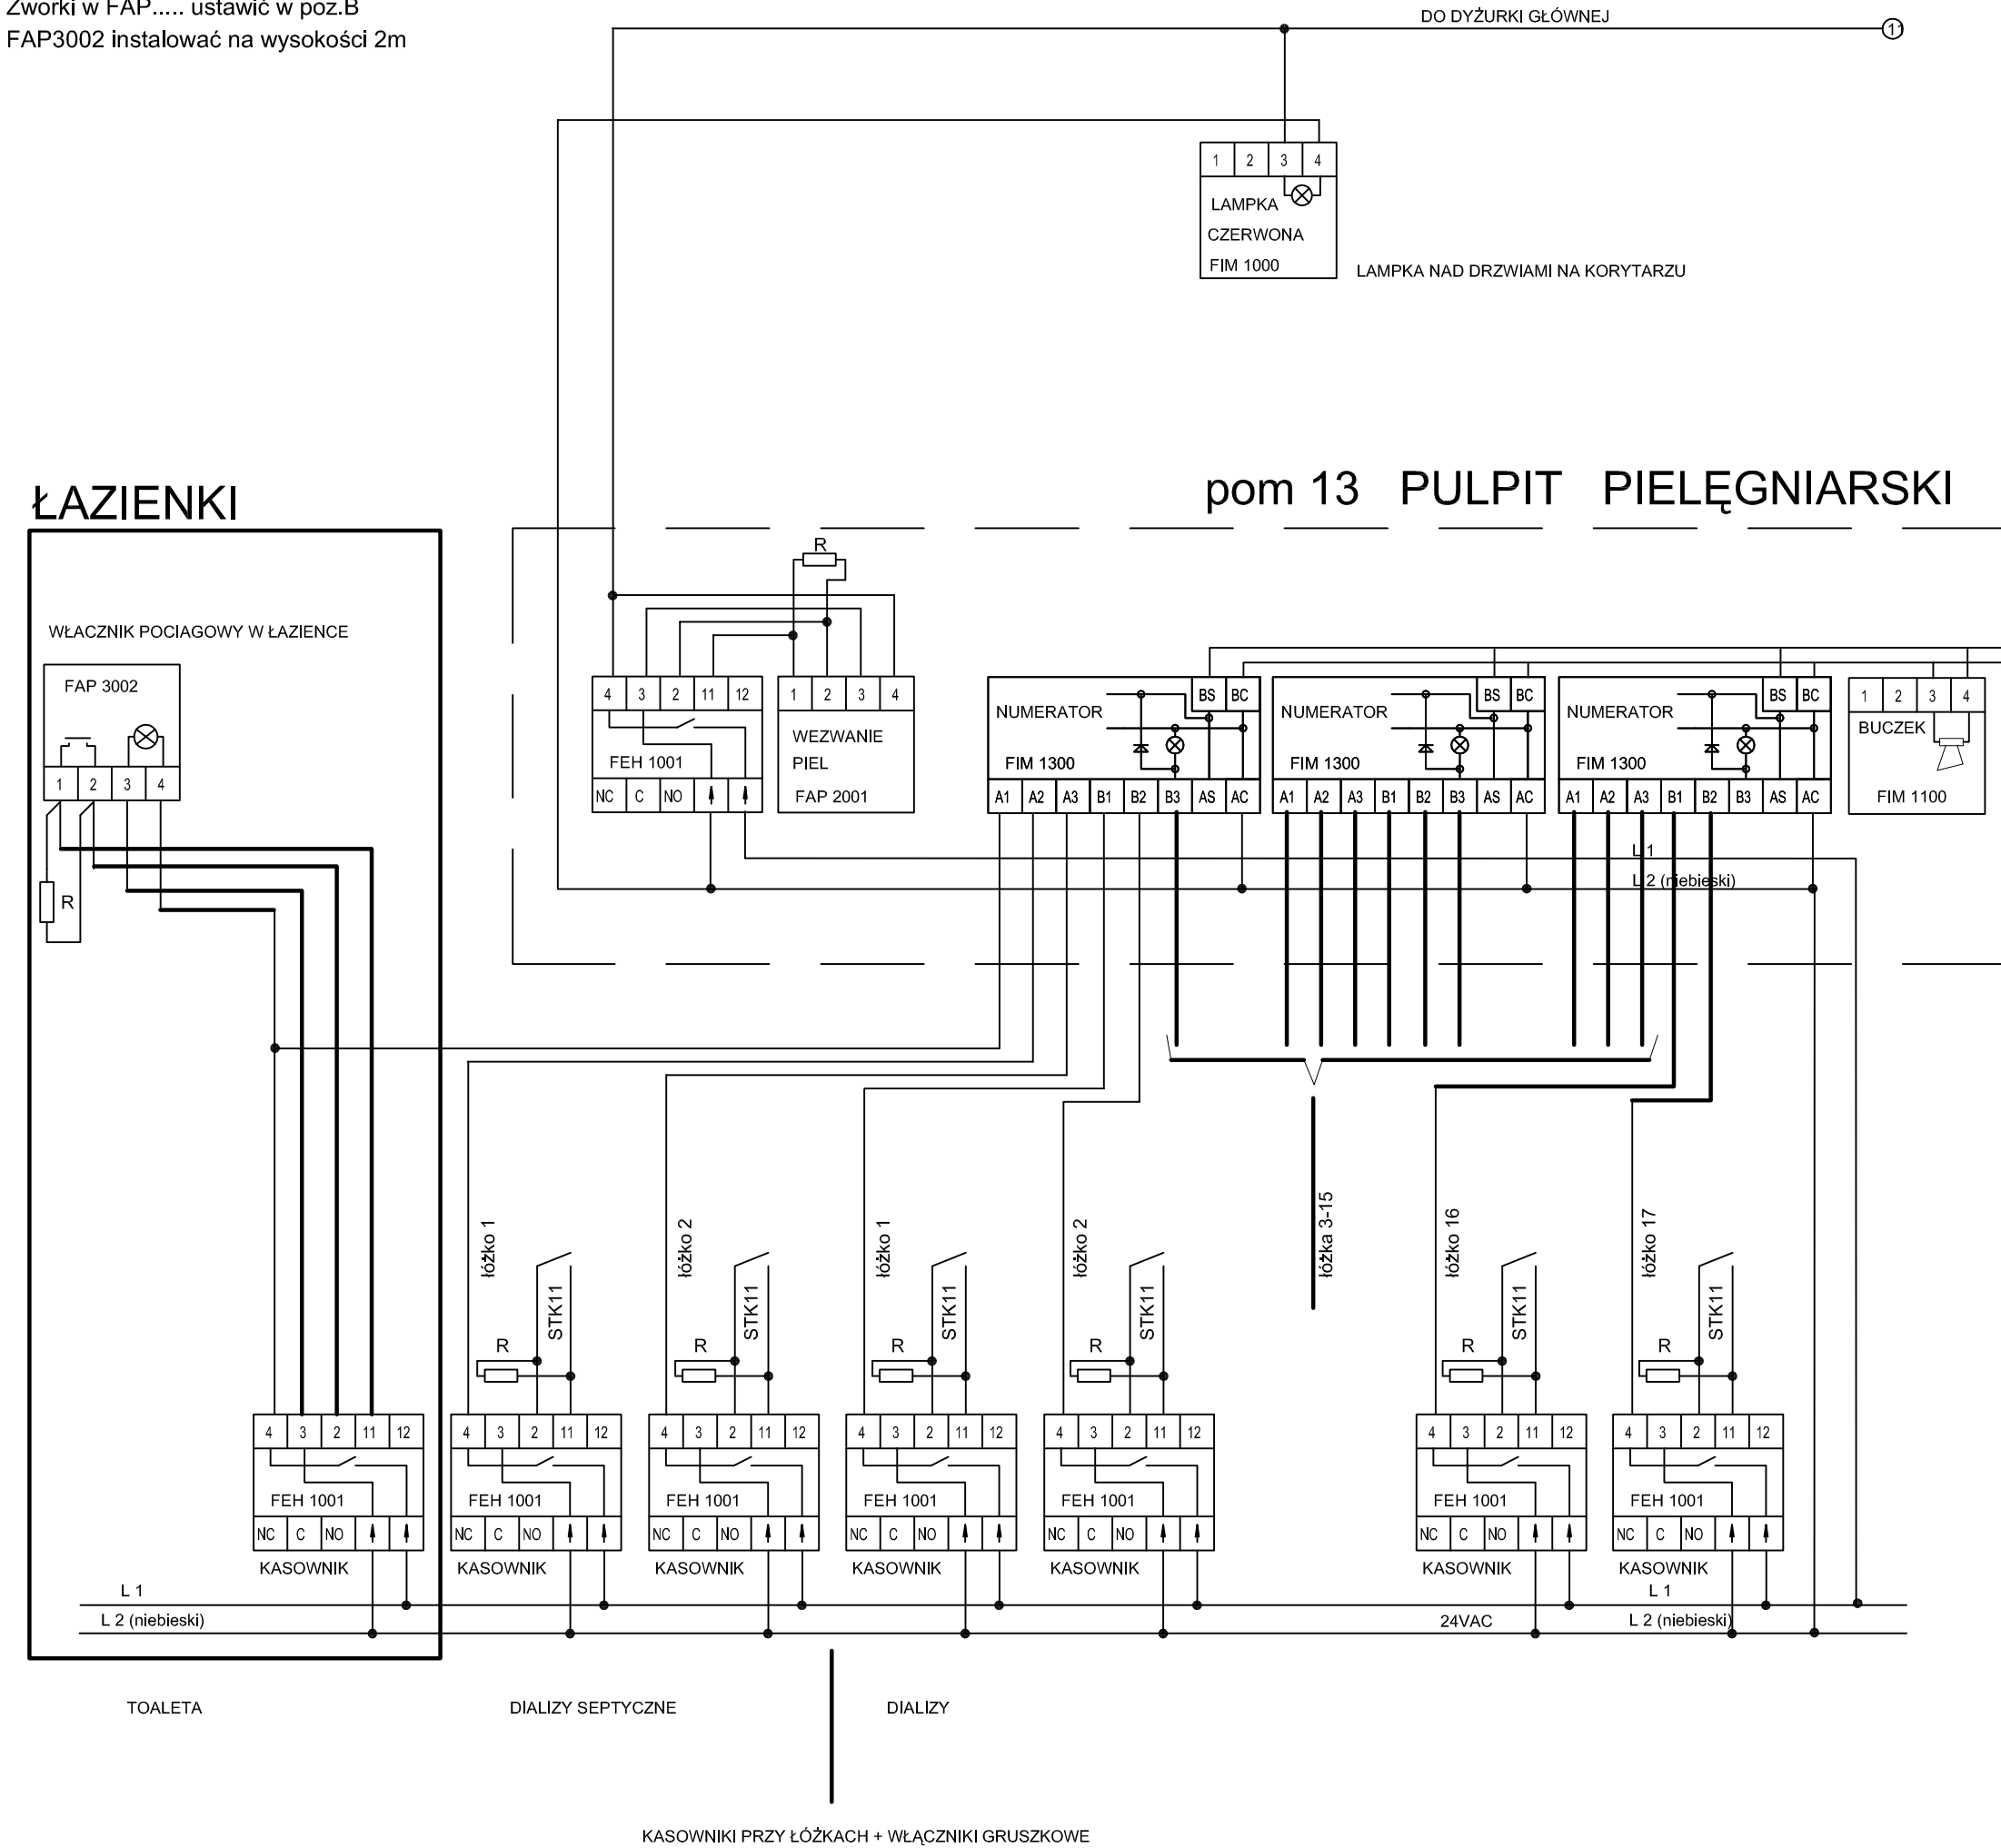 Zworki w FAP..... ustawić w poz.B
FAP3002 instalować na wysokości 2m
DO DYŻURKI GŁÓWNEJ
11
1 2 3 4
LAMPKA
CZERWONA
FIM 1000
LAMPKA NAD DRZWIAMI NA KORYTARZU
ŁAZIENKI
pom 13 PULPIT PIELĘGNIARSKI
R
WŁACZNIK POCIAGOWY W ŁAZIENCE
FAP 3002
1 2 3 4
R
4 3 2 11 12
FEH 1001
NC C NO
1 2 3 4
WEZWANIE
PIEL
FAP 2001
BS BC
NUMERATOR
FIM 1300
A1 A2 A3 B1 B2 B3 AS AC
BS BC
NUMERATOR
FIM 1300
A1 A2 A3 B1 B2 B3 AS AC
BS BC
NUMERATOR
FIM 1300
A1 A2 A3 B1 B2 B3 AS AC
1 2 3 4
BUCZEK
FIM 1100
L 1
L 2 (niebieski)
łóżko 1
STK11
R
łóżko 2
STK11
R
łóżko 1
STK11
R
łóżko 2
STK11
R
łóżka 3-15
łóżko 16
STK11
R
łóżko 17
STK11
R
4 3 2 11 12
FEH 1001
NC C NO
KASOWNIK
4 3 2 11 12
FEH 1001
NC C NO
KASOWNIK
4 3 2 11 12
FEH 1001
NC C NO
KASOWNIK
4 3 2 11 12
FEH 1001
NC C NO
KASOWNIK
4 3 2 11 12
FEH 1001
NC C NO
KASOWNIK
4 3 2 11 12
FEH 1001
NC C NO
KASOWNIK
4 3 2 11 12
FEH 1001
NC C NO
KASOWNIK
L 1
L 1
L 2 (niebieski)
24VAC
L 2 (niebieski)
TOALETA
DIALIZY SEPTYCZNE
DIALIZY
KASOWNIKI PRZY ŁÓŻKACH + WŁĄCZNIKI GRUSZKOWE